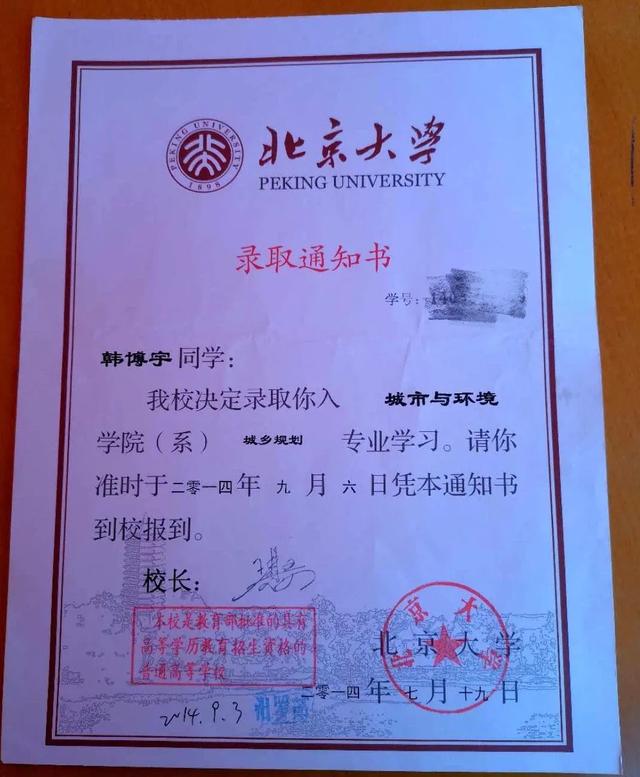 北京大学
PEKING UNIVERSITY
PEKING UNIVERSITY
1898
录取通知书
学号:
韩博宇同学:
我校决定录取你入 城市与环境
学院(系) 城乡规划 专业学习。请你
准时于二零一四年 九 月 六 日凭本通知书
到校报到。
校长:
本校是教育部批准的具有
高等学历教育招生资格的
普通高等学校
北京大学
北京大学
二零一四年 七 月 十九 日
2014.9.3